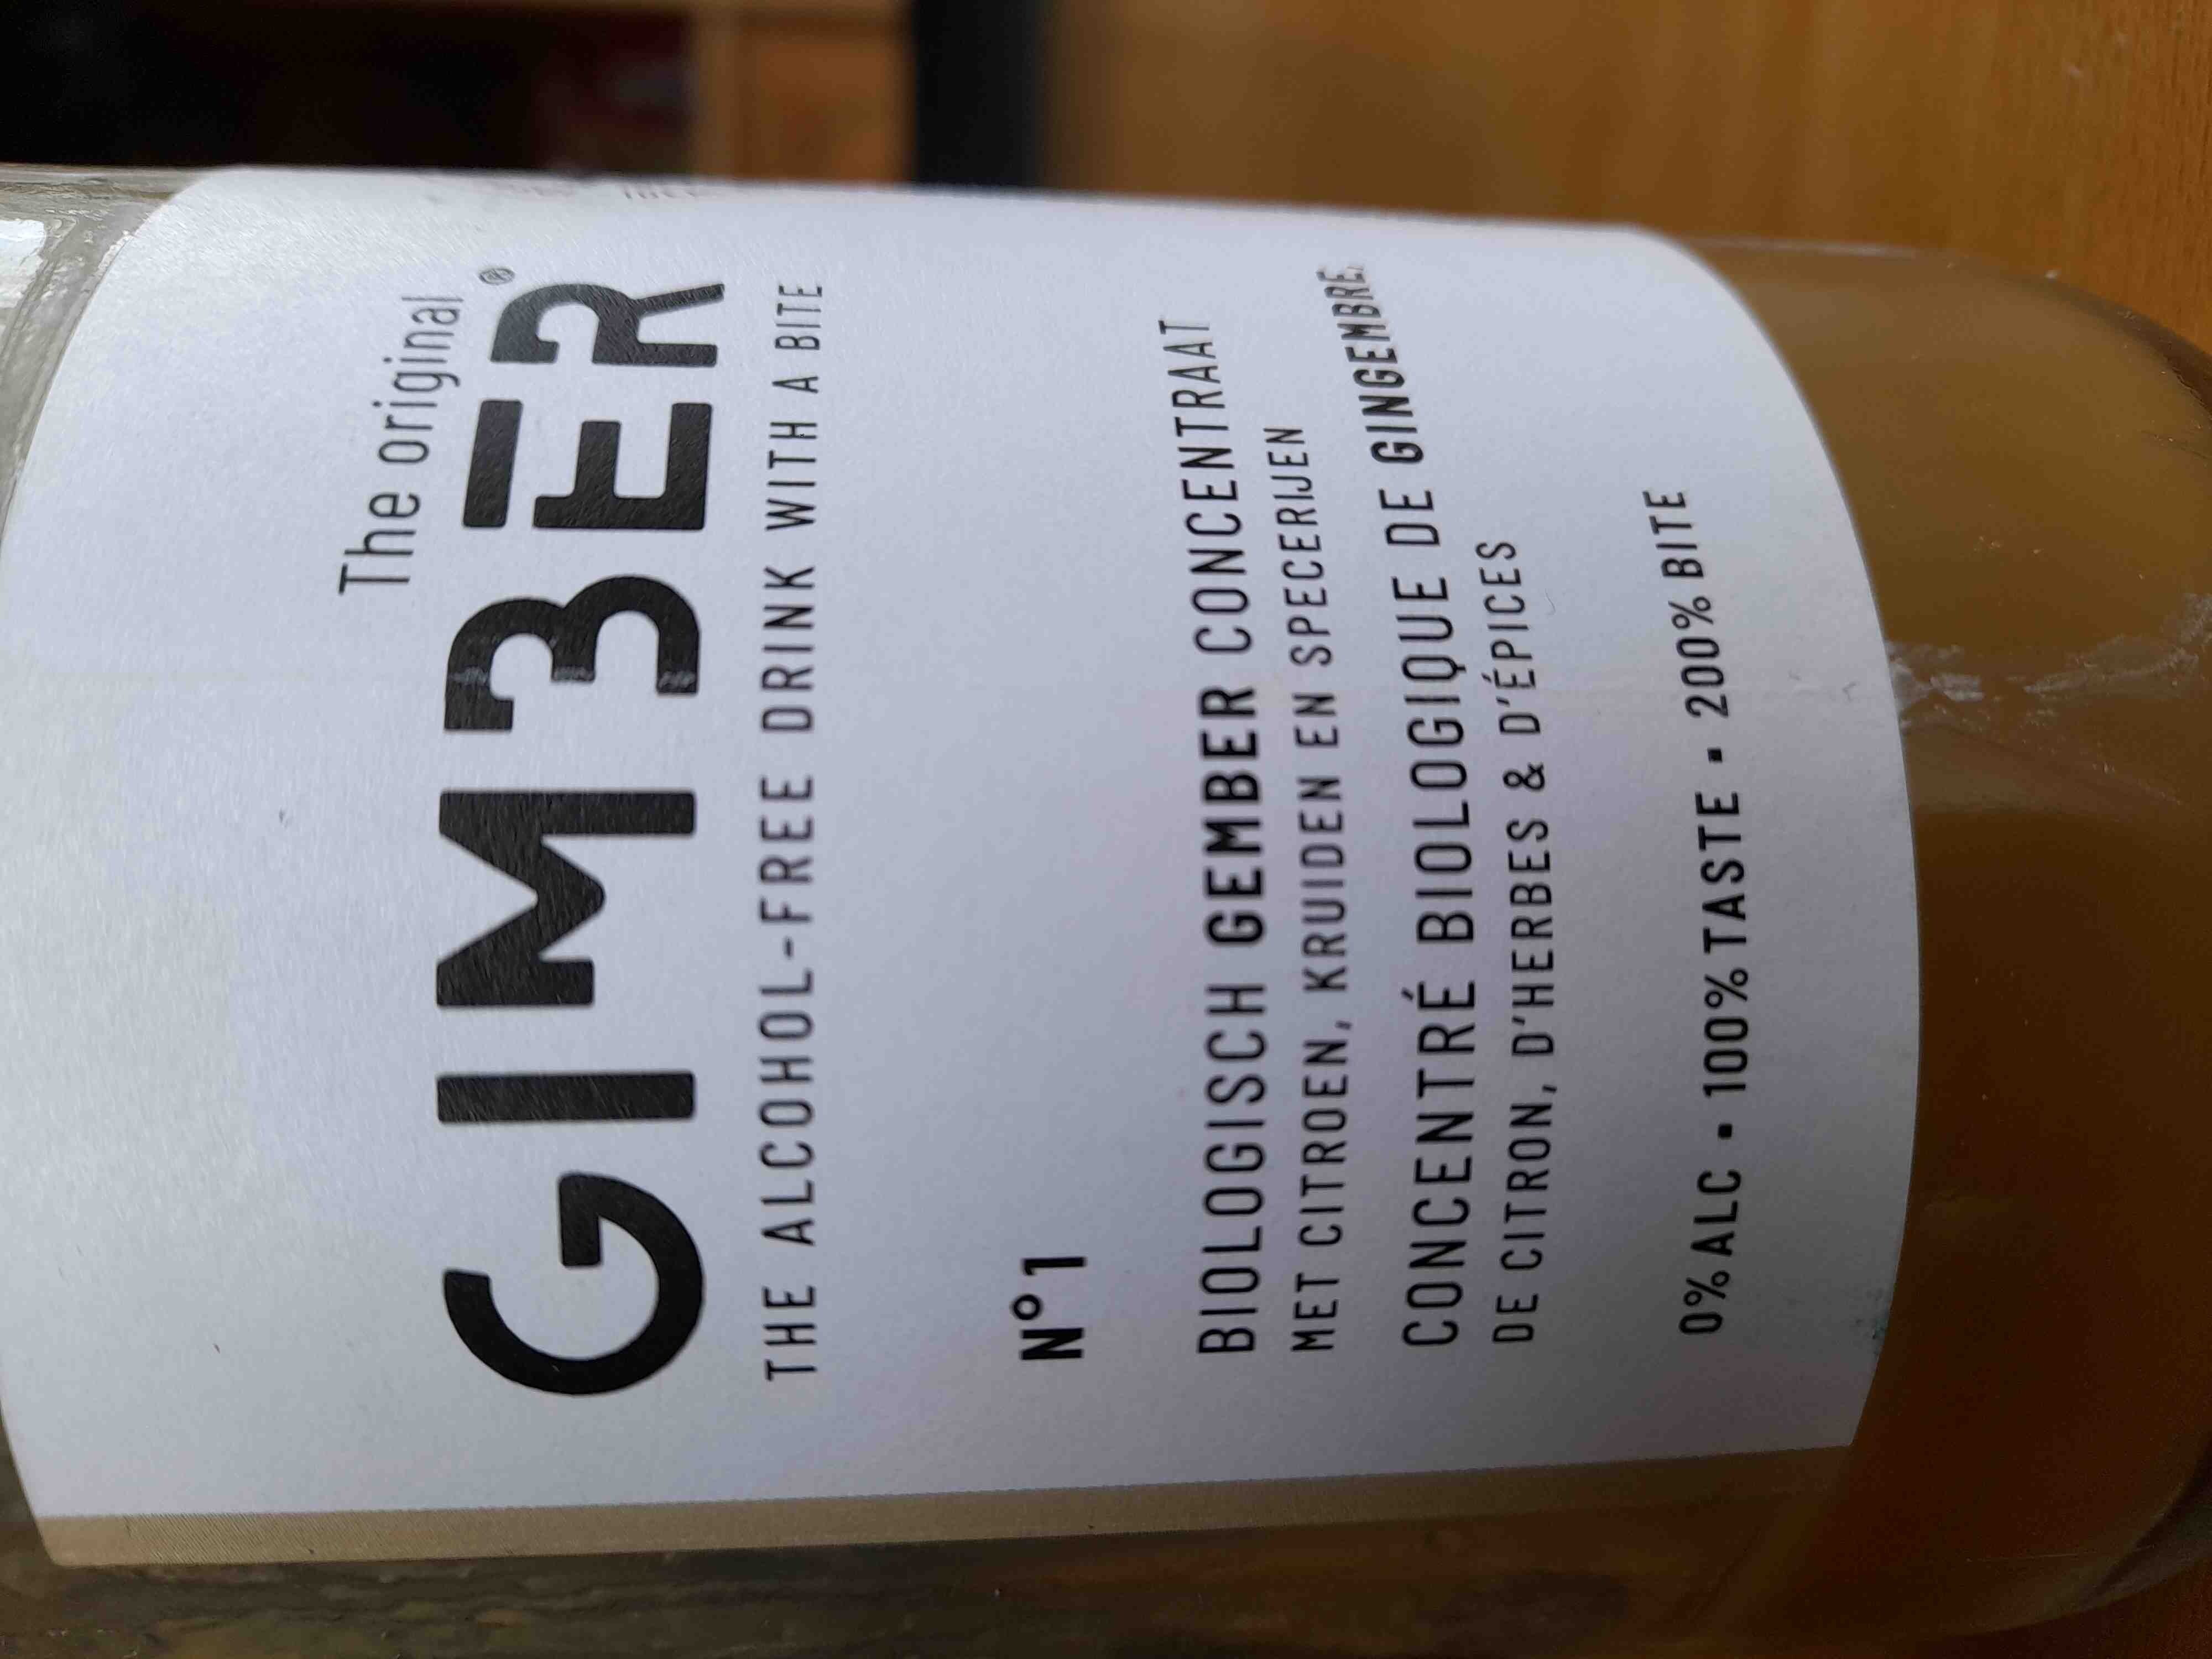 The original
GIMBER®
THE ALCOHOL-FREE DRINK WITH A BITE
N°1
BIOLOGISCH GEMBER CONCENTRAAT
MET CITROEN, KRUIDEN EN SPECERIJEN
CONCENTRÉ BIOLOGIQUE DE GINGEMBRE,
DE CITRON, D'HERBES & D'ÉPICES
0% ALC ▪ 100% TASTE ▪ 200% BITE